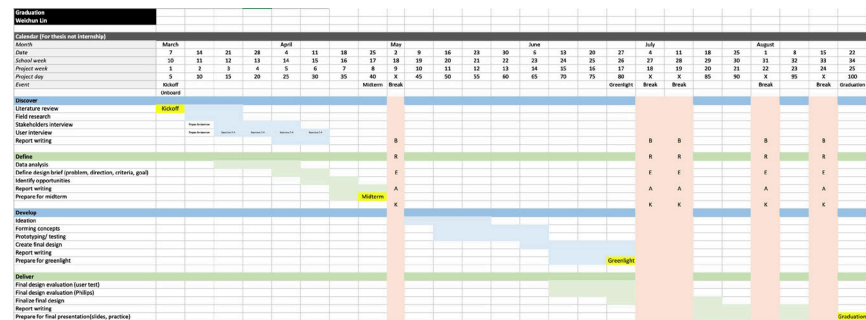 Graduation
Weichun Lin
Calendar (For thesis not internship)
Month March April May June July August
Date 7 14 21 28 4 11 18 25 2 9 16 23 30 6 13 20 27 4 11 18 25 1 8 15 22
School week 10 11 12 13 14 15 16 17 18 19 20 21 22 23 24 25 26 27 28 29 30 31 32 33 34
Project week 1 2 3 4 5 6 7 8 9 10 11 12 13 14 15 16 17 18 19 20 21 22 23 24 25
Project day 5 10 15 20 25 30 35 40 X 45 50 55 60 65 70 75 80 X X 85 90 X 95 X 100
Event Kickoff Midterm Break Greenlight Break Break Break Break Graduation
Onboard
Discover
Literature review Kickoff
Field research
Stakeholders interview
User interview
Report writing B B B B B
Define R R R R R
Data analysis
Define design brief (problem, direction, criteria, goal) E E E E E
Identify opportunities
Report writing A A A A A
Prepare for midterm Midterm
K K K K K
Develop
Ideation
Forming concepts
Prototyping/ testing
Create final design
Report writing
Prepare for greenlight Greenlight
Deliver
Final design evaluation (user test)
Final design evaluation (Philips)
Finalize final design
Report writing
Prepare for final presentation(slides, practice) Graduation